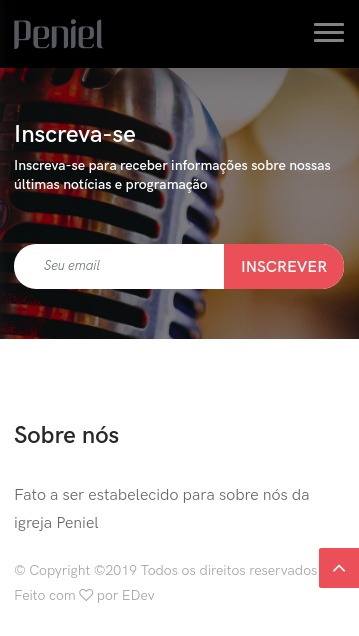 Peniel
Inscreva-se
Inscreva-se para receber informações sobre nossas
últimas notícias e programação
Seu email
INSCREVER
Sobre nós
Fato a ser estabelecido para sobre nós da
igreja Peniel
© Copyright ©2019 Todos os direitos reservados
Feito com ♡ por EDev